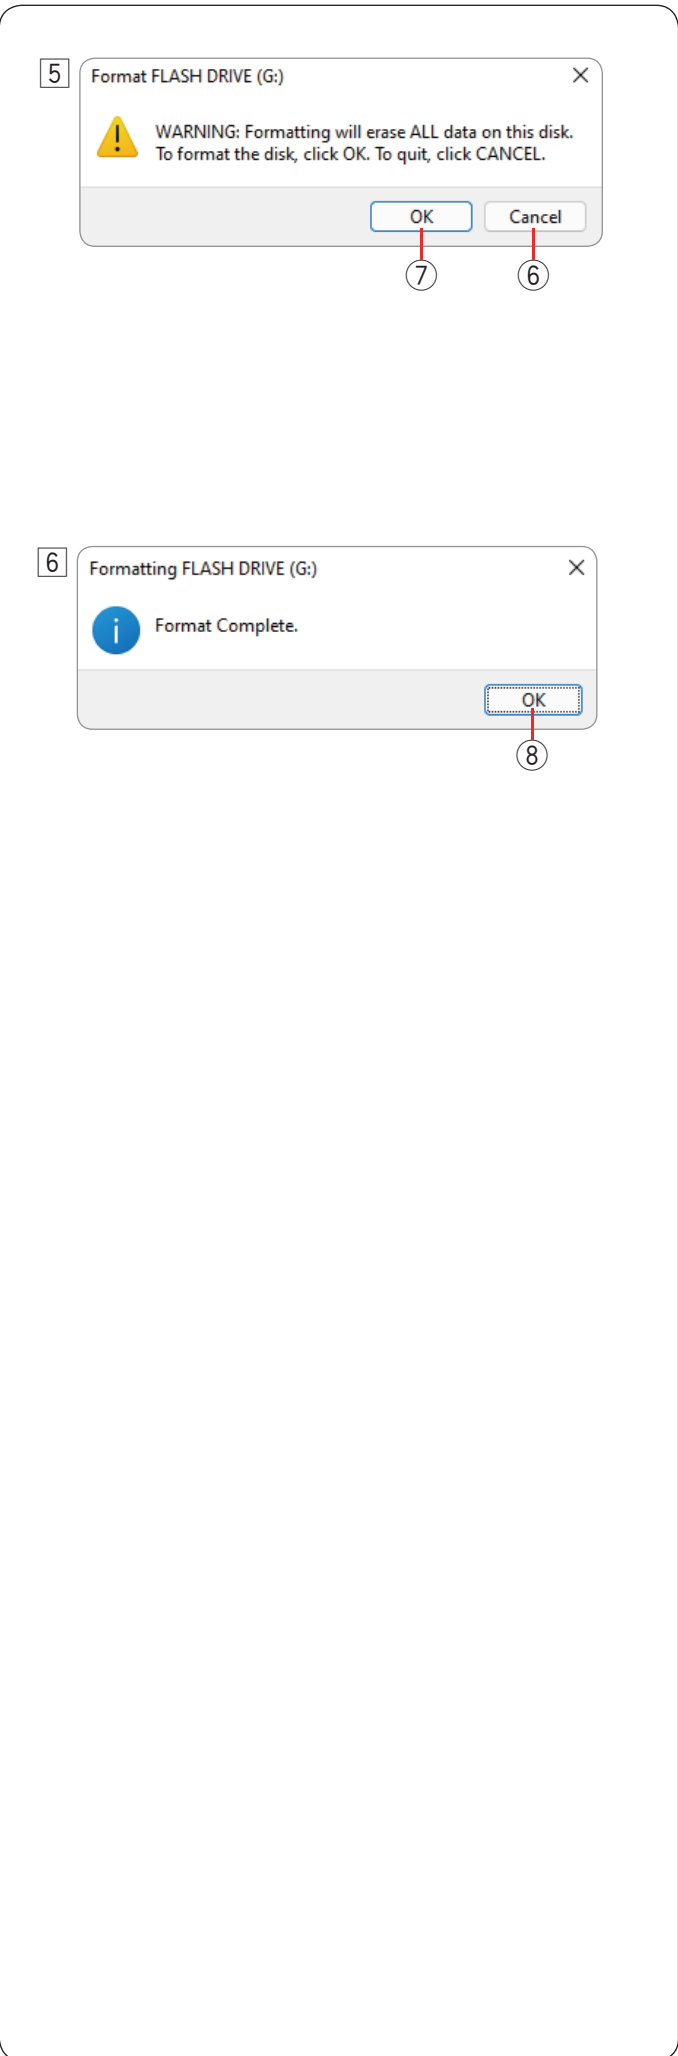 5
Format FLASH DRIVE (G:)
WARNING: Formatting will erase ALL data on this disk.
To format the disk, click OK. To quit, click CANCEL.
OK Cancel
7 6
6
Formatting FLASH DRIVE (G:)
Format Complete.
OK
8